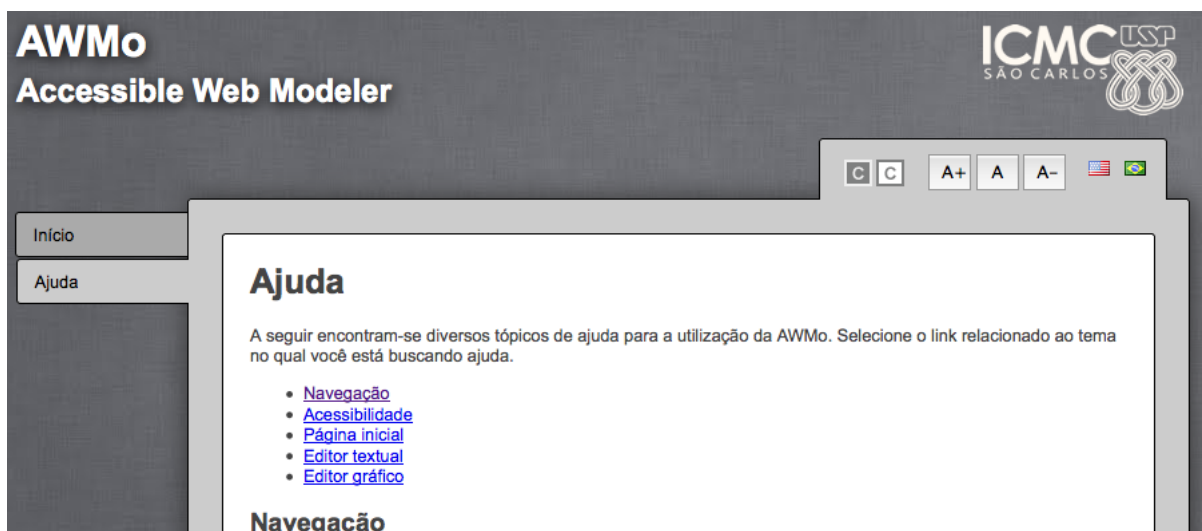 AWMo
Accessible Web Modeler
ICMC USP
SÃO CARLOS
C C A+ A A-
Início
Ajuda
Ajuda
A seguir encontram-se diversos tópicos de ajuda para a utilização da AWMo. Selecione o link relacionado ao tema
no qual você está buscando ajuda.
Navegação
Acessibilidade
Página inicial
Editor textual
Editor gráfico
Navegação